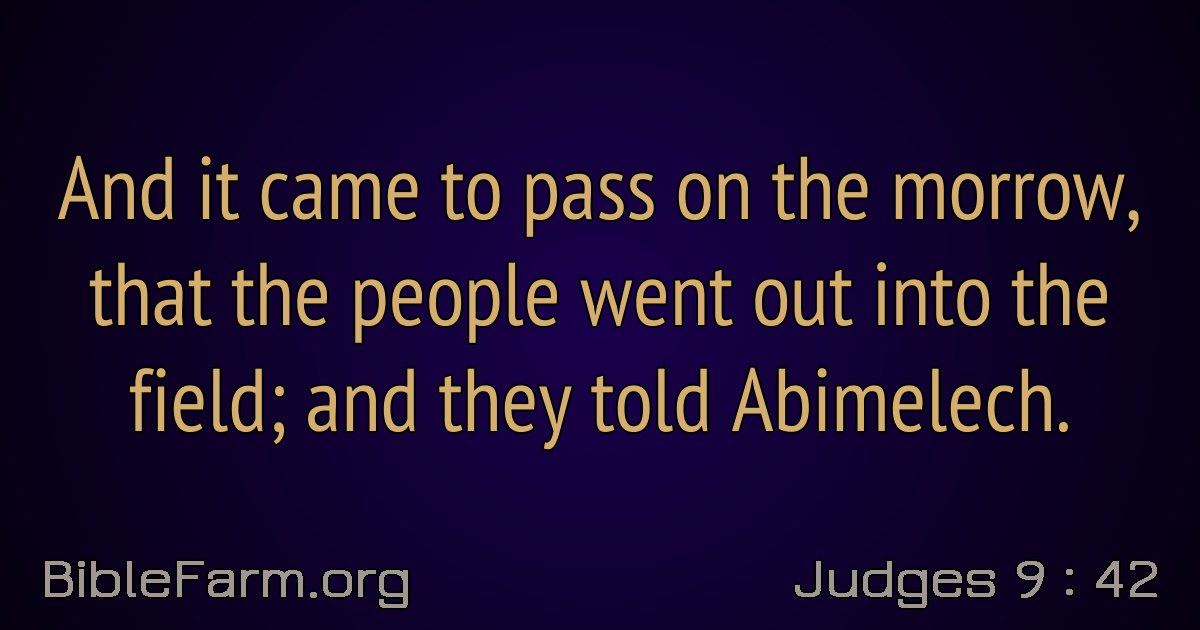 And it came to pass on the morrow,
that the people went out into the
field; and they told Abimelech.
BibleFarm.org
Judges 9 : 42